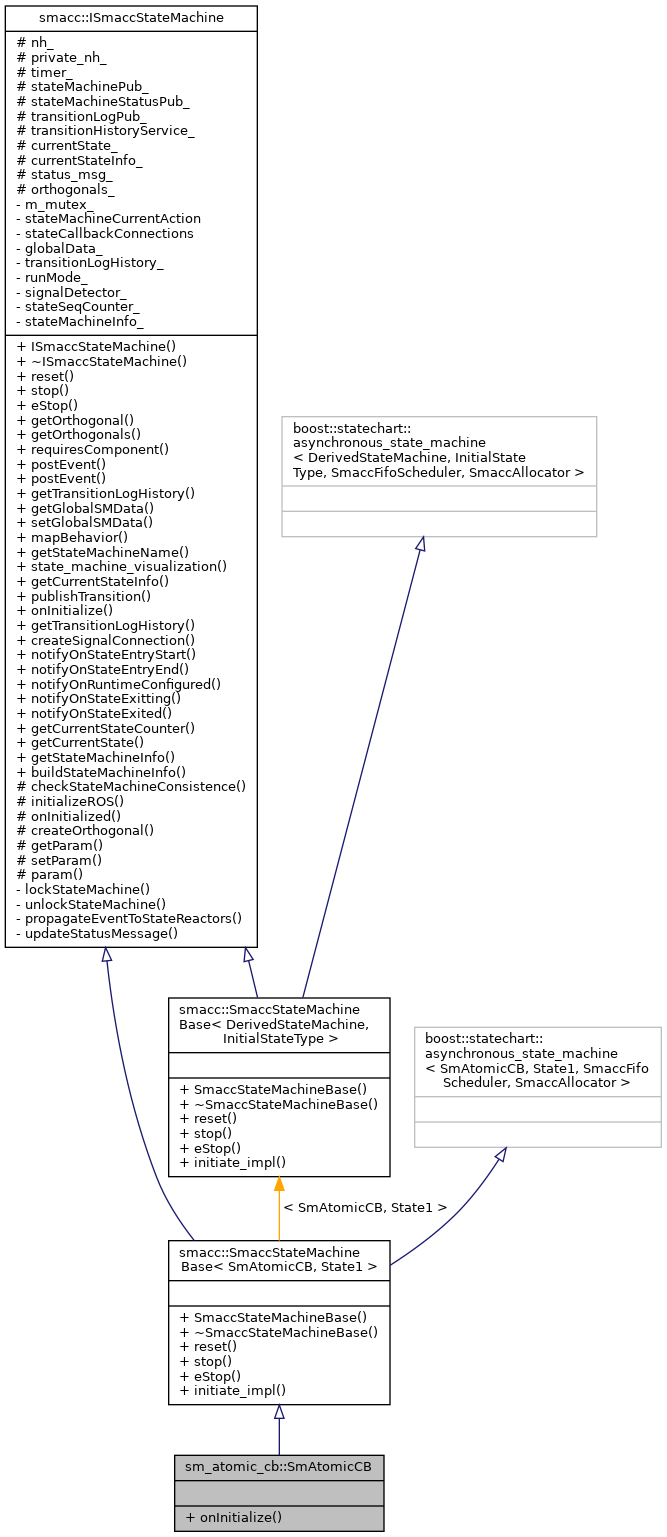 smacc::ISmaccStateMachine
# nh_
# private_nh_
# timer_
# stateMachinePub_
# stateMachineStatusPub_
# transitionLogPub_
# transitionHistoryService_
# currentState_
# currentStateInfo_
# status_msg_
# orthogonals_
- m_mutex_
- stateMachineCurrentAction
- stateCallbackConnections
- globalData_
- transitionLogHistory_
- runMode_
- signalDetector_
- stateSeqCounter_
- stateMachineInfo_
+ ISmaccStateMachine()
+ ~ISmaccStateMachine()
+ reset()
+ stop()
+ eStop()
+ getOrthogonal()
+ getOrthogonals()
+ requiresComponent()
+ postEvent()
+ postEvent()
+ getTransitionLogHistory()
+ getGlobalSMData()
+ setGlobalSMData()
+ mapBehavior()
+ getStateMachineName()
+ state_machine_visualization()
+ getCurrentStateInfo()
+ publishTransition()
+ onInitialize()
+ getTransitionLogHistory()
+ createSignalConnection()
+ notifyOnStateEntryStart()
+ notifyOnStateEntryEnd()
+ notifyOnRuntimeConfigured()
+ notifyOnStateExitting()
+ notifyOnStateExited()
+ getCurrentStateCounter()
+ getCurrentState()
+ getStateMachineInfo()
+ buildStateMachineInfo()
# checkStateMachineConsistence()
# initializeROS()
# onInitialized()
# createOrthogonal()
# getParam()
# setParam()
# param()
- lockStateMachine()
- unlockStateMachine()
- propagateEventToStateReactors()
- updateStatusMessage()
boost::statechart::
asynchronous_state_machine
< DerivedStateMachine, InitialState
Type, SmaccFifoScheduler, SmaccAllocator >
smacc::SmaccStateMachine
Base< DerivedStateMachine,
InitialStateType >
+ SmaccStateMachineBase()
+ ~SmaccStateMachineBase()
+ reset()
+ stop()
+ eStop()
+ initiate_impl()
boost::statechart::
asynchronous_state_machine
< SmAtomicCB, State1, SmaccFifo
Scheduler, SmaccAllocator >
< SmAtomicCB, State1 >
smacc::SmaccStateMachine
Base< SmAtomicCB, State1 >
+ SmaccStateMachineBase()
+ ~SmaccStateMachineBase()
+ reset()
+ stop()
+ eStop()
+ initiate_impl()
sm_atomic_cb::SmAtomicCB
+ onInitialize()